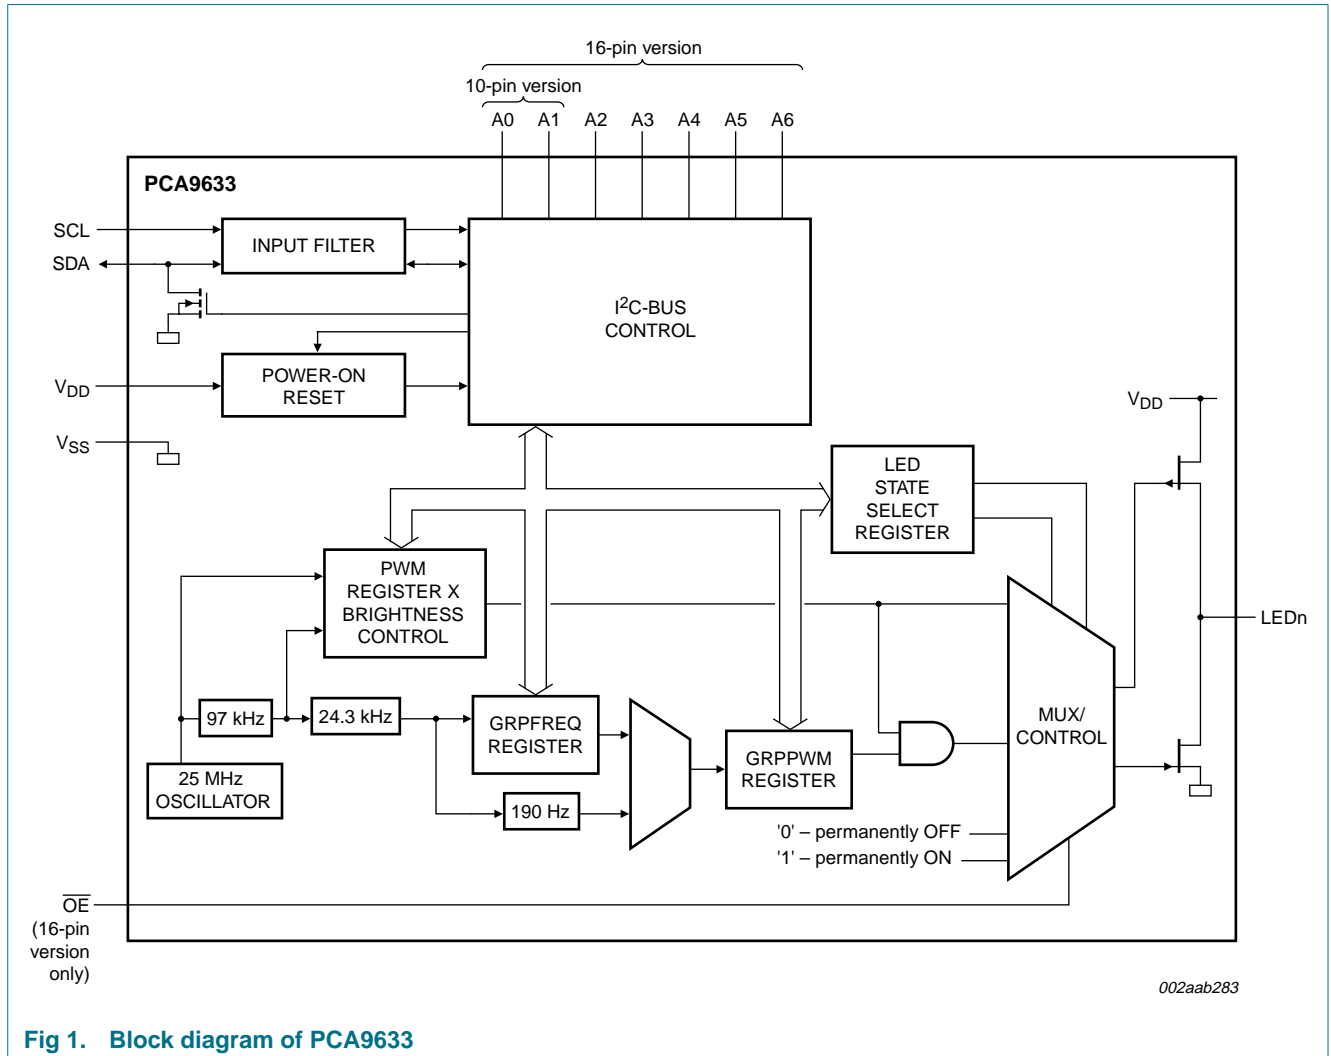 16-pin version
10-pin version
A0 A1 A2 A3 A4 A5 A6
PCA9633
SCL
INPUT FILTER
SDA
I2C-BUS
CONTROL
VDD
POWER-ON
RESET
VSS
VDD
LED
STATE
SELECT
REGISTER
PWM
REGISTER X
BRIGHTNESS
CONTROL
LEDn
97 kHz
24.3 kHz
GRPFREQ
REGISTER
MUX/
CONTROL
GRPPWM
REGISTER
25 MHz
OSCILLATOR
190 Hz
'0' – permanently OFF
'1' – permanently ON
OE
(16-pin
version
only)
002aab283
Fig 1. Block diagram of PCA9633